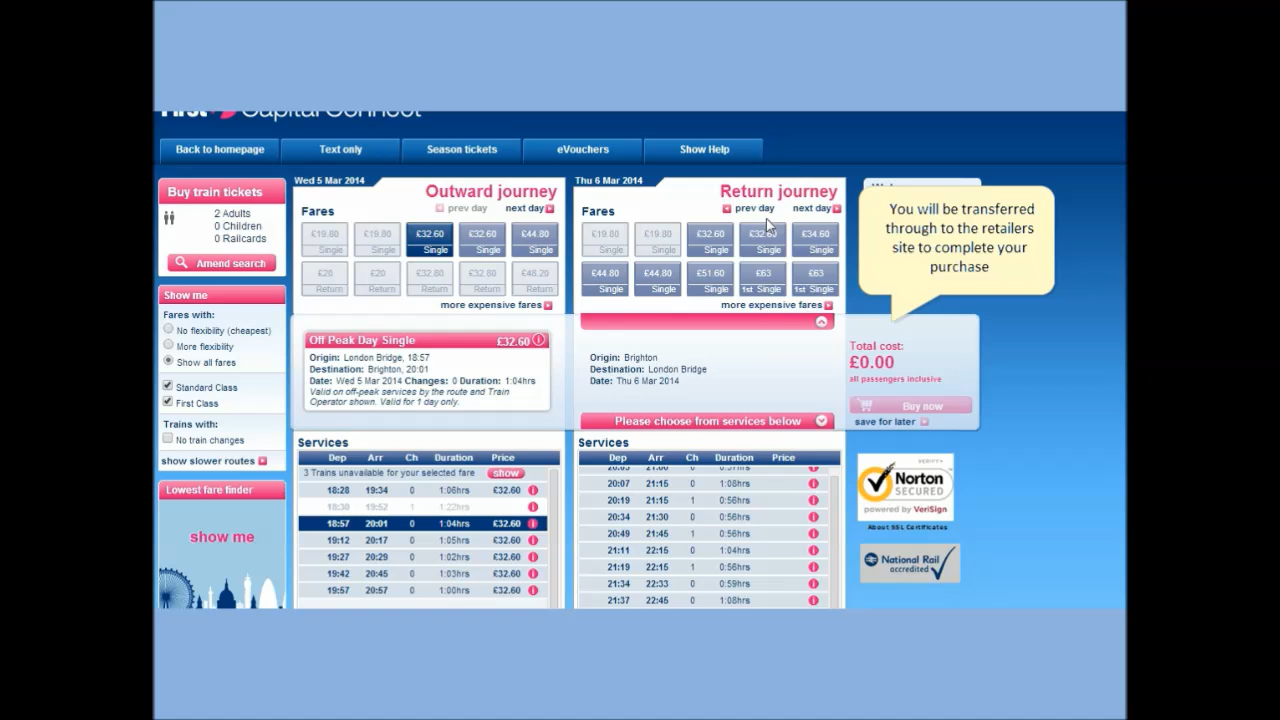 First Capital Connect
Back to homepage
Text only
Season tickets
eVouchers
Show Help
Buy train tickets
2 Adults
0 Children
0 Railcards
Amend search
Show me
Fares with:
No flexibility (cheapest)
More flexibility
Show all fares
Standard Class
First Class
Trains with:
No train changes
show slower routes
Lowest fare finder
show me
Wed 5 Mar 2014
Outward journey
prev day next day
Fares
£19.80 £19.80 £32.60 £32.60 £44.80
Single Single Single Single Single
£20 £20 £32.80 £32.80 £48.20
Return Return Return Return Return
more expensive fares
Off Peak Day Single £32.60
Origin: London Bridge, 18:57
Destination: Brighton, 20:01
Date: Wed 5 Mar 2014 Changes: 0 Duration: 1:04hrs
Valid on off-peak services by the route and Train
Operator shown. Valid for 1 day only.
Services
Dep Arr Ch Duration Price
3 Trains unavailable for your selected fare show
18:28 19:34 0 1:06hrs £32.60
18:30 19:52 1 1:22hrs
18:57 20:01 0 1:04hrs £32.60
19:12 20:17 0 1:05hrs £32.60
19:27 20:29 0 1:02hrs £32.60
19:42 20:45 0 1:03hrs £32.60
19:57 20:57 0 1:00hrs £32.60
Thu 6 Mar 2014
Return journey
prev day next day
Fares
£19.80 £19.80 £32.60 £32.60 £34.60
Single Single Single Single Single
£44.80 £44.80 £51.60 £63 £63
Single Single Single 1st Single 1st Single
more expensive fares
Origin: Brighton
Destination: London Bridge
Date: Thu 6 Mar 2014
Please choose from services below
Services
Dep Arr Ch Duration Price
20:07 21:15 0 1:08hrs
20:19 21:15 1 0:56hrs
20:34 21:30 0 0:56hrs
20:49 21:45 1 0:56hrs
21:11 22:15 0 1:04hrs
21:19 22:15 1 0:56hrs
21:34 22:33 0 0:59hrs
21:37 22:45 0 1:08hrs
You will be transferred
through to the retailers
site to complete your
purchase
Total cost:
£0.00
all passengers inclusive
Buy now
save for later
Norton
SECURED
powered by VeriSign
About SSL Certificates
National Rail
accredited